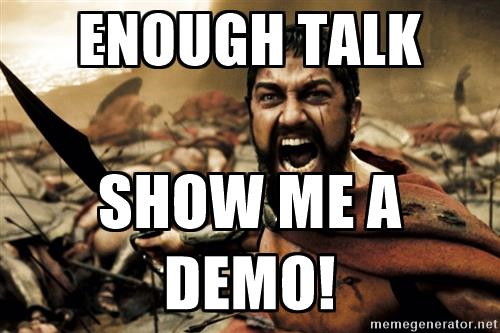 ENOUGH TALK
SHOW ME A
DEMO!
memegenerator.net